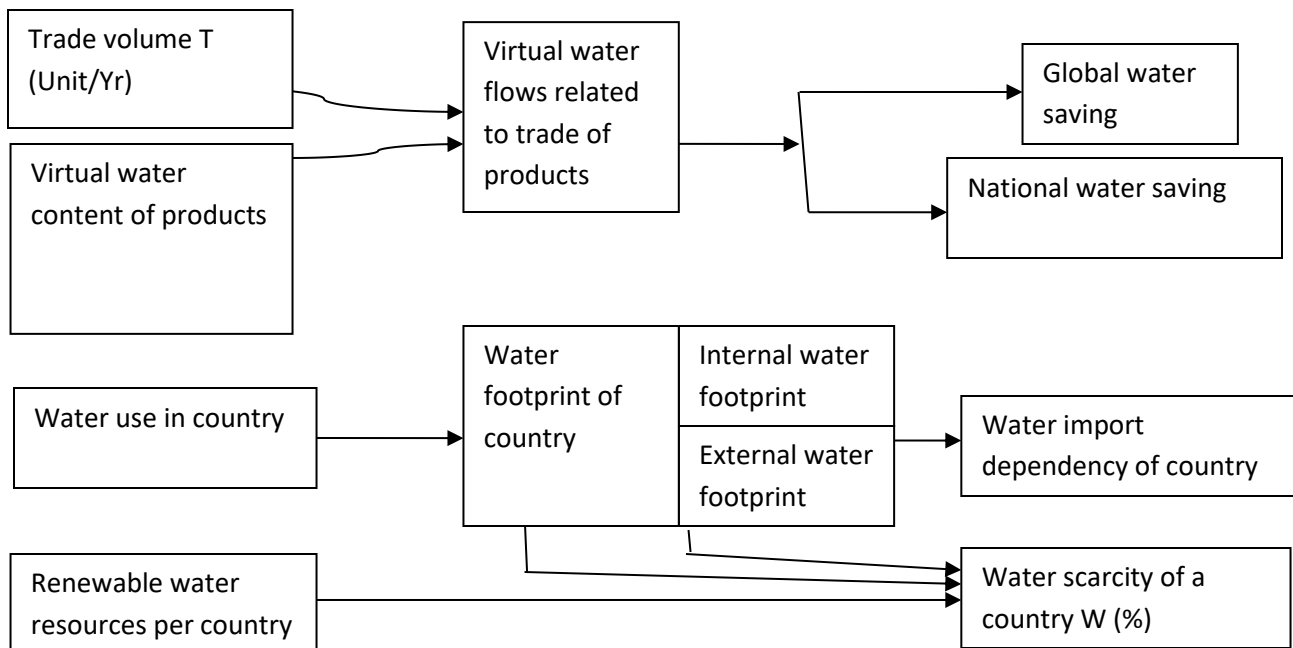 Trade volume T
(Unit/Yr)
Virtual water
content of products
Virtual water
flows related
to trade of
products
Global water
saving
National water saving
Water use in country
Water
footprint of
country
Internal water
footprint
External water
footprint
Water import
dependency of country
Renewable water
resources per country
Water scarcity of a
country W (%)